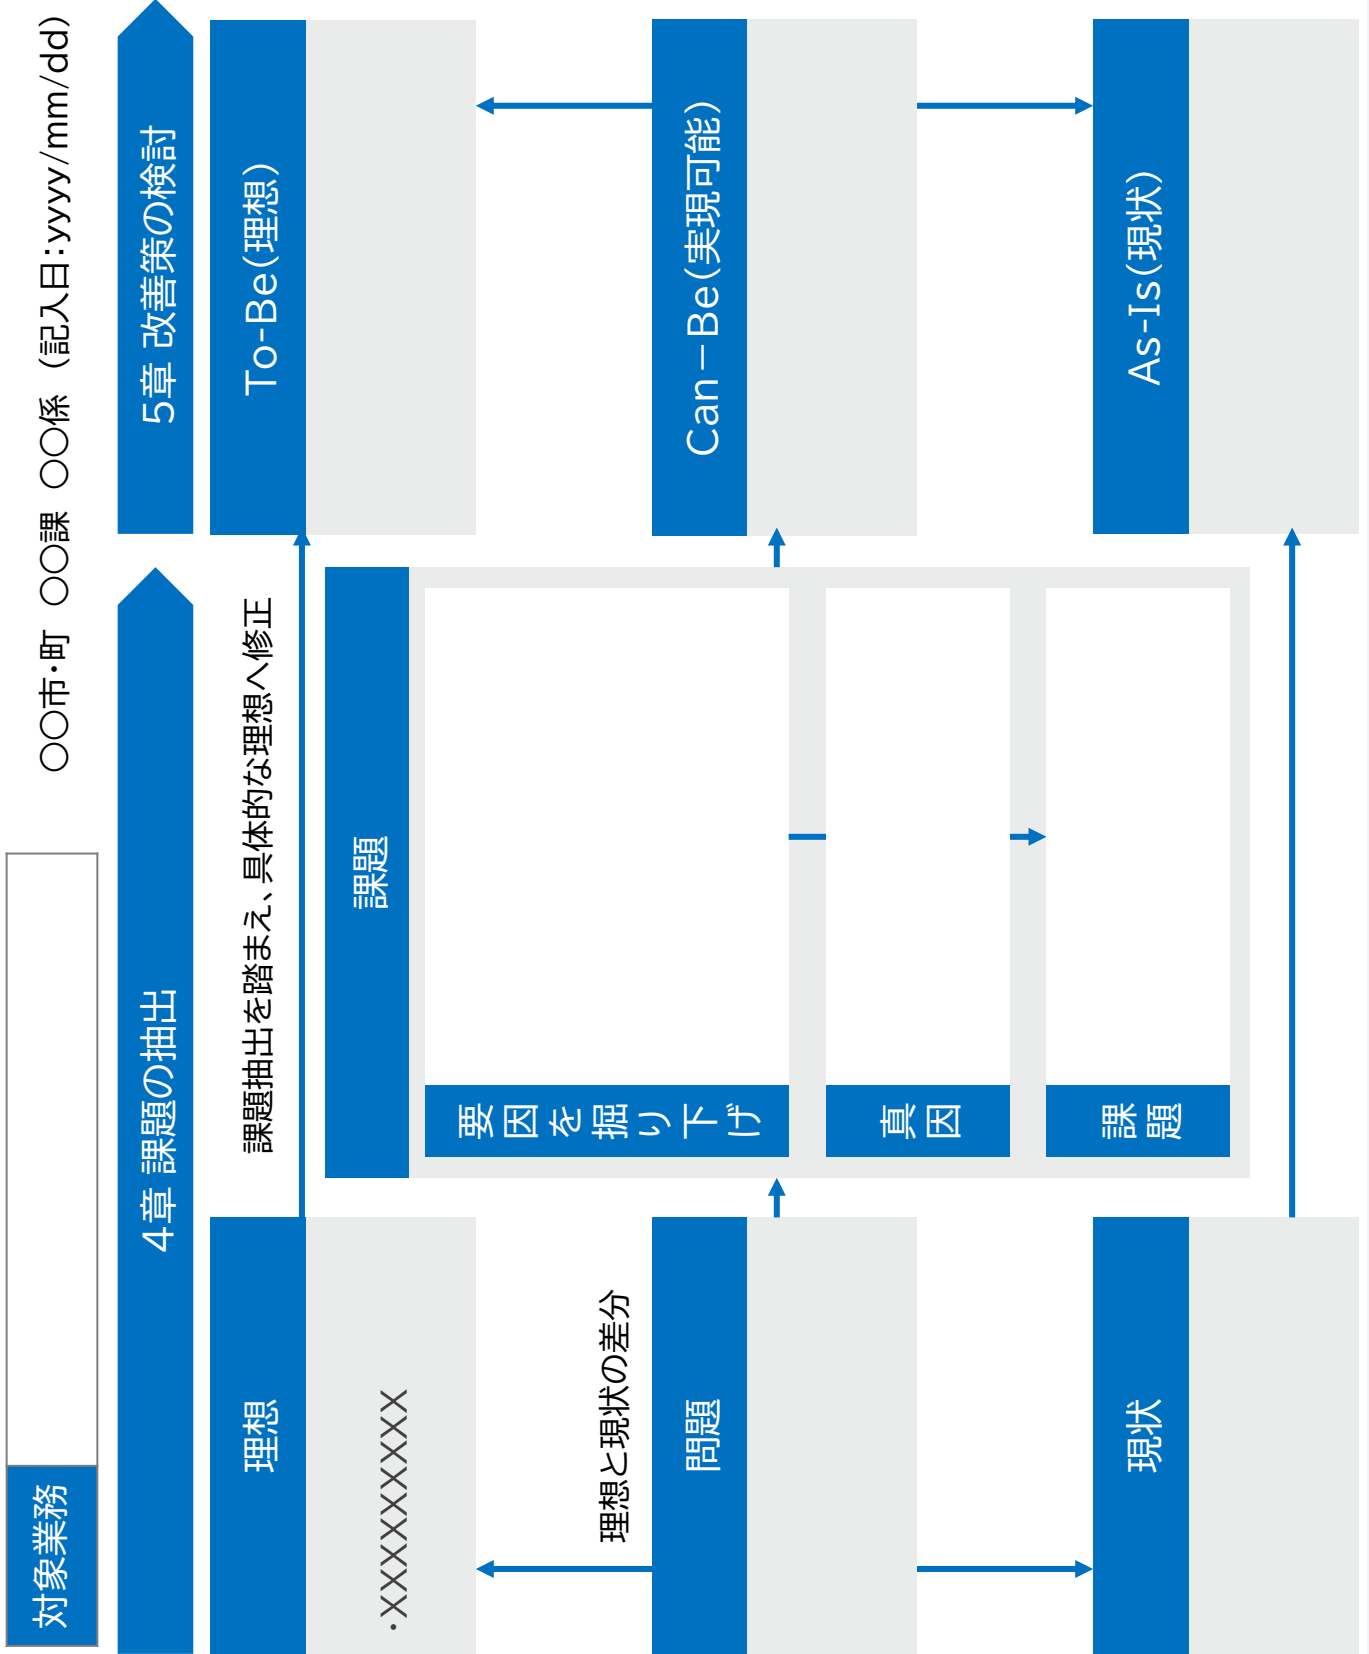 対象業務
〇〇市・町 〇〇課 〇〇係 （記入日：yyyy/mm/dd）
4章 課題の抽出
5章 改善策の検討
理想
・XXXXXXXXX
理想と現状の差分
問題
現状
課題抽出を踏まえ、具体的な理想へ修正
課題
要因を掘り下げ
真因
課題
To-Be（理想）
Can－Be（実現可能）
As-Is（現状）